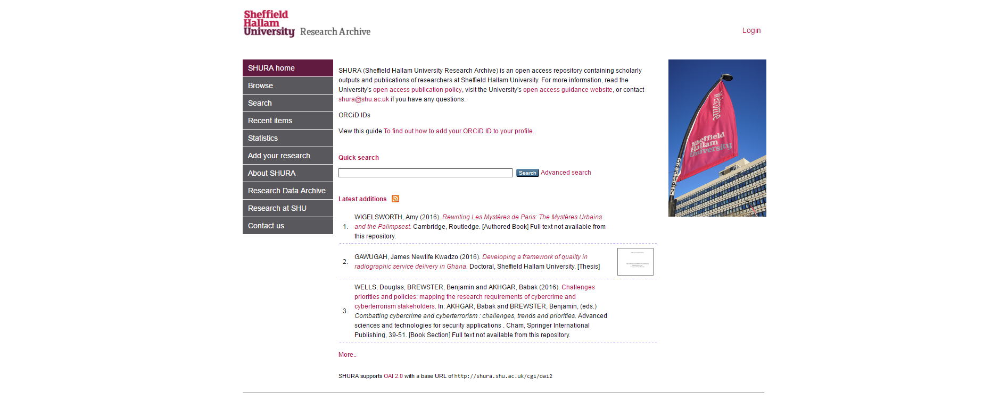 Sheffield
Hallam
University Research Archive
Login
SHURA home
Browse
Search
Recent items
Statistics
Add your research
About SHURA
Research Data Archive
Research at SHU
Contact us
SHURA (Sheffield Hallam University Research Archive) is an open access repository containing scholarly
outputs and publications of researchers at Sheffield Hallam University. For more information, read the
University's open access publication policy, visit the University's open access guidance website, or contact
shura@shu.ac.uk if you have any questions.
ORCiD IDs
View this guide To find out how to add your ORCiD ID to your profile.
Quick search
Search Advanced search
Latest additions
1. WIGELSWORTH, Amy (2016). Rewriting Les Mystères de Paris: The Mystères Urbains
and the Palimpsest. Cambridge, Routledge. [Authored Book] Full text not available from
this repository.
2. GAWUGAH, James Newlife Kwadzo (2016). Developing a framework of quality in
radiographic service delivery in Ghana. Doctoral, Sheffield Hallam University. [Thesis]
3. WELLS, Douglas, BREWSTER, Benjamin and AKHGAR, Babak (2016). Challenges
priorities and policies: mapping the research requirements of cybercrime and
cyberterrorism stakeholders. In: AKHGAR, Babak and BREWSTER, Benjamin, (eds.)
Combatting cybercrime and cyberterrorism : challenges, trends and priorities. Advanced
sciences and technologies for security applications . Cham, Springer International
Publishing, 39-51. [Book Section] Full text not available from this repository.
More..
SHURA supports OAI 2.0 with a base URL of http://shura.shu.ac.uk/cgi/oai2
Welcome
Sheffield
Hallam
University